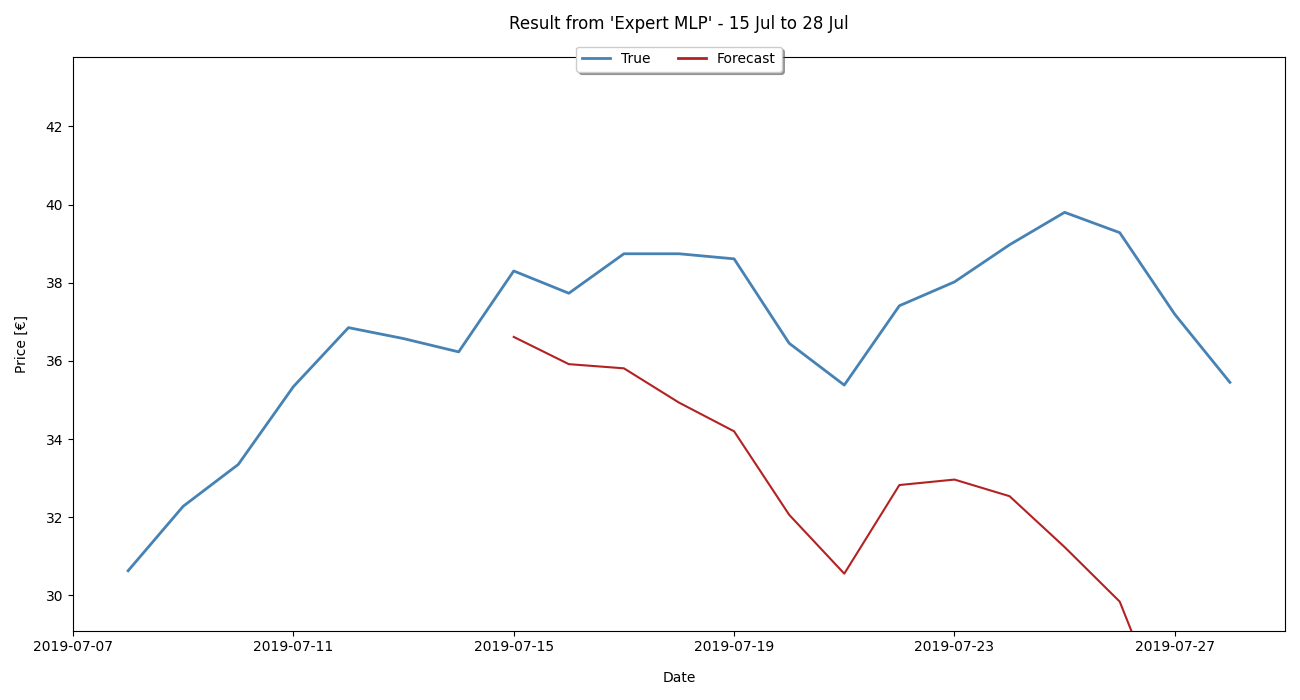 Result from 'Expert MLP' - 15 Jul to 28 Jul
True Forecast
42
40
38
36
34
32
30
Price [€]
2019-07-07 2019-07-11 2019-07-15 2019-07-19 2019-07-23 2019-07-27
Date